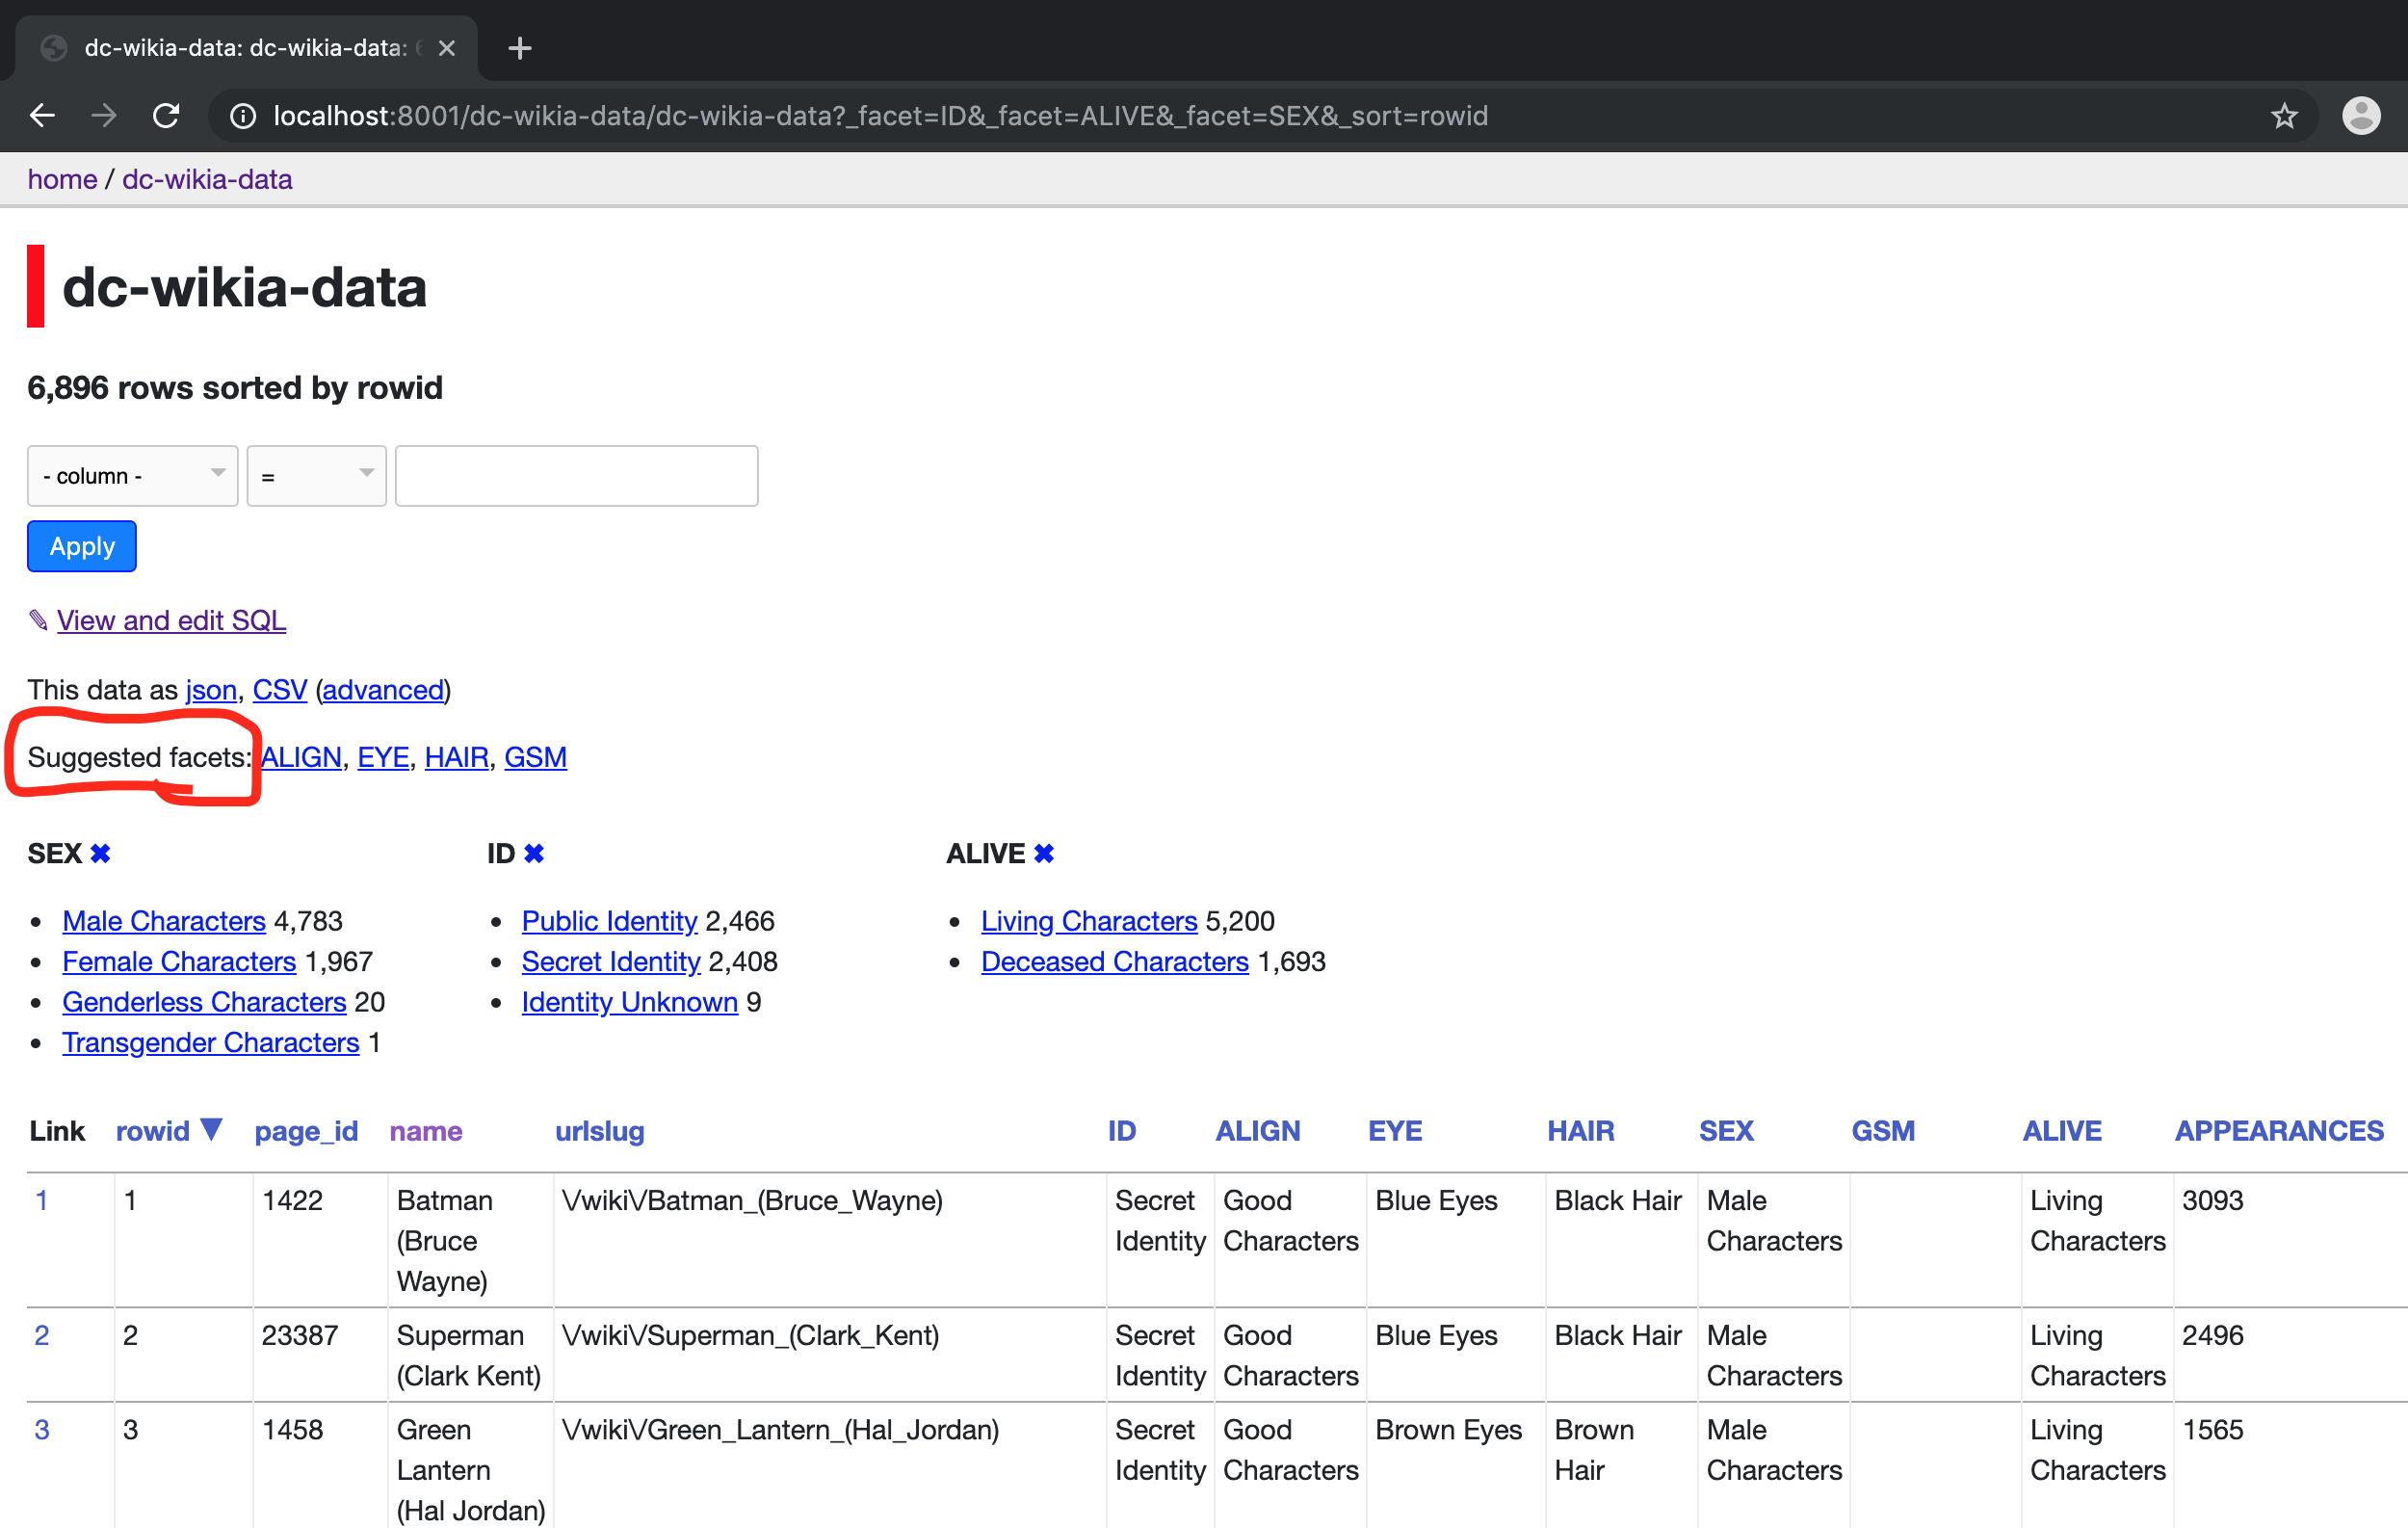 dc-wikia-data: dc-wikia-data:
localhost:8001/dc-wikia-data/dc-wikia-data?_facet=ID&_facet=ALIVE&_facet=SEX&_sort=rowid
home / dc-wikia-data
dc-wikia-data
6,896 rows sorted by rowid
- column - =
Apply
✎ View and edit SQL
This data as json, CSV (advanced)
Suggested facets: ALIGN, EYE, HAIR, GSM
SEX ✖ ID ✖ ALIVE ✖
• Male Characters 4,783 • Public Identity 2,466 • Living Characters 5,200
• Female Characters 1,967 • Secret Identity 2,408 • Deceased Characters 1,693
• Genderless Characters 20 • Identity Unknown 9
• Transgender Characters 1
Link rowid ▼ page_id name urlslug ID ALIGN EYE HAIR SEX GSM ALIVE APPEARANCES
1 1 1422 Batman \/wiki\/Batman_(Bruce_Wayne) Secret Good Blue Eyes Black Hair Male Living 3093
(Bruce Identity Characters Characters Characters
Wayne)
2 2 23387 Superman \/wiki\/Superman_(Clark_Kent) Secret Good Blue Eyes Black Hair Male Living 2496
(Clark Kent) Identity Characters Characters Characters
3 3 1458 Green \/wiki\/Green_Lantern_(Hal_Jordan) Secret Good Brown Eyes Brown Male Living 1565
Lantern Identity Characters Hair Characters Characters
(Hal Jordan)